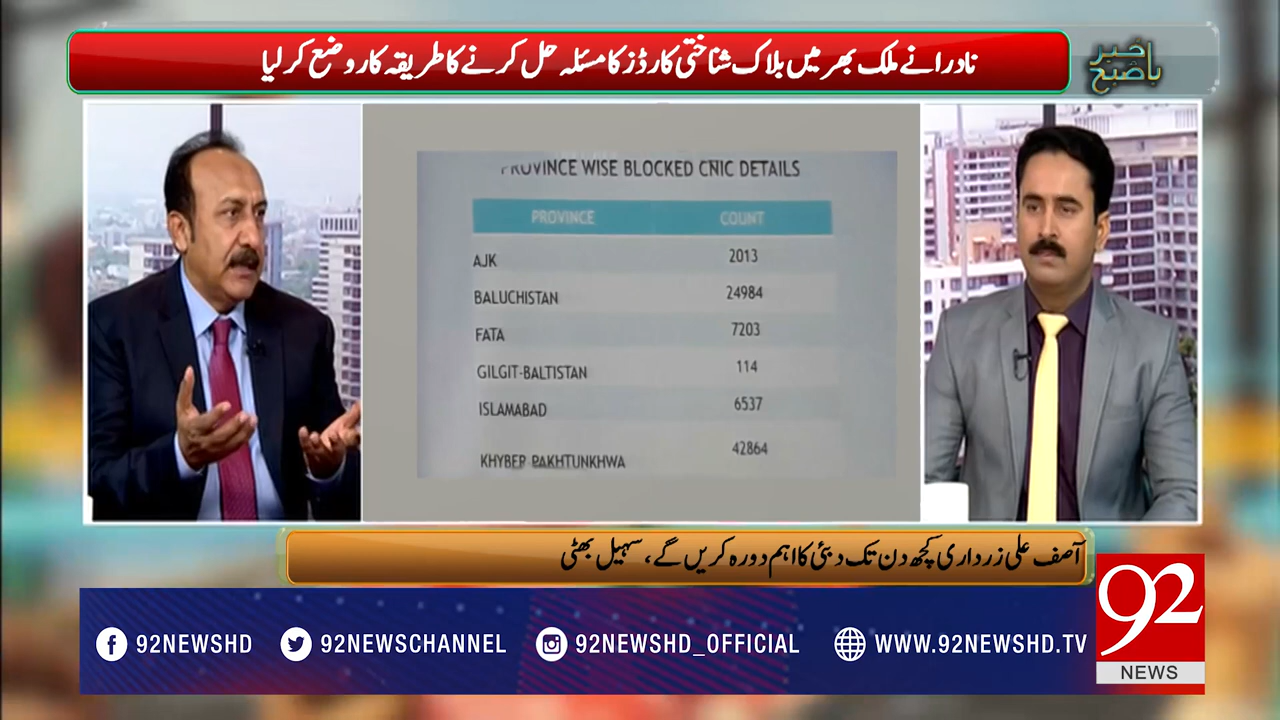 نادرا نے ملک بھر میں بلاک شناختی کارڈز کا مسئلہ حل کرنے کا طریقہ کار وضع کر لیا
باخبر صبح
PROVINCE WISE BLOCKED CNIC DETAILS
PROVINCE COUNT
AJK 2013
BALUCHISTAN 24984
FATA 7203
GILGIT-BALTISTAN 114
ISLAMABAD 6537
KHYBER-PAKHTUNKHWA 42864
آصف علی زرداری کچھ دن تک دبئی کا اہم دورہ کریں گے، سہیل بھٹی
92NEWSHD 92NEWSCHANNEL 92NEWSHD_OFFICIAL WWW.92NEWSHD.TV
92
NEWS